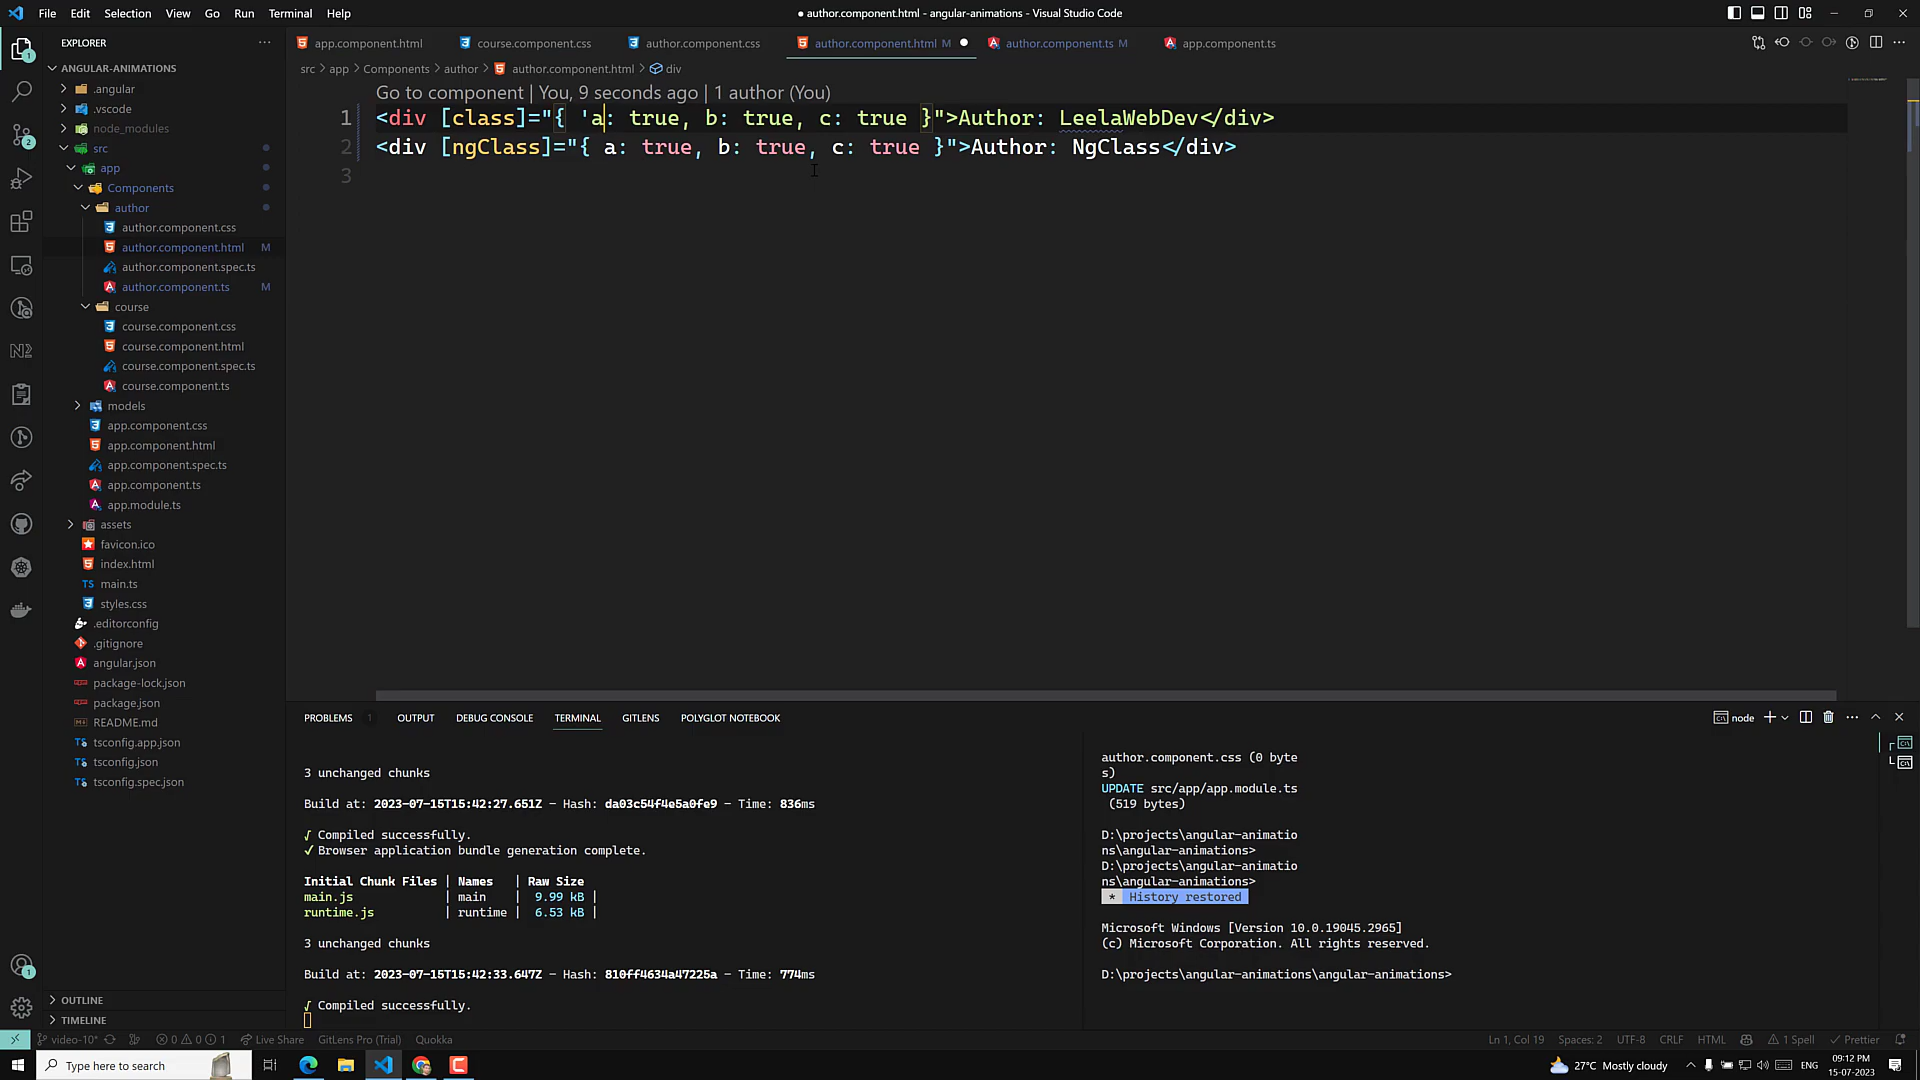 File Edit Selection View Go Run Terminal Help
● author.component.html - angular-animations - Visual Studio Code
EXPLORER
ANGULAR-ANIMATIONS
.angular
.vscode
node_modules
src
app
Components
author
author.component.css
author.component.html M
author.component.spec.ts
author.component.ts M
course
course.component.css
course.component.html
course.component.spec.ts
course.component.ts
models
app.component.css
app.component.html
app.component.spec.ts
app.component.ts
app.module.ts
assets
favicon.ico
index.html
main.ts
styles.css
.editorconfig
.gitignore
angular.json
package-lock.json
package.json
README.md
tsconfig.app.json
tsconfig.json
tsconfig.spec.json
OUTLINE
TIMELINE
app.component.html course.component.css author.component.css author.component.html M author.component.ts M app.component.ts
src > app > Components > author > author.component.html > div
Go to component | You, 9 seconds ago | 1 author (You)
1 <div [class]="{ 'a: true, b: true, c: true }">Author: LeelaWebDev</div>
2 <div [ngClass]="{ a: true, b: true, c: true }">Author: NgClass</div>
3
PROBLEMS 1 OUTPUT DEBUG CONSOLE TERMINAL GITLENS POLYGLOT NOTEBOOK
node
3 unchanged chunks
Build at: 2023-07-15T15:42:27.651Z - Hash: da03c54f4e5a0fe9 - Time: 836ms
√ Compiled successfully.
✓ Browser application bundle generation complete.
Initial Chunk Files | Names | Raw Size
main.js | main | 9.99 kB |
runtime.js | runtime | 6.53 kB |
3 unchanged chunks
Build at: 2023-07-15T15:42:33.647Z - Hash: 810ff4634a47225a - Time: 774ms
√ Compiled successfully.
author.component.css (0 byte
s)
UPDATE src/app/app.module.ts
(519 bytes)
D:\projects\angular-animatio
ns\angular-animations>
D:\projects\angular-animatio
ns\angular-animations>
* History restored
Microsoft Windows [Version 10.0.19045.2965]
(c) Microsoft Corporation. All rights reserved.
D:\projects\angular-animations\angular-animations>
video-10* 0 0 1 Live Share GitLens Pro (Trial) Quokka
Ln 1, Col 19 Spaces: 2 UTF-8 CRLF HTML 1 Spell Prettier
Type here to search
27°C Mostly cloudy ENG 09:12 PM
15-07-2023